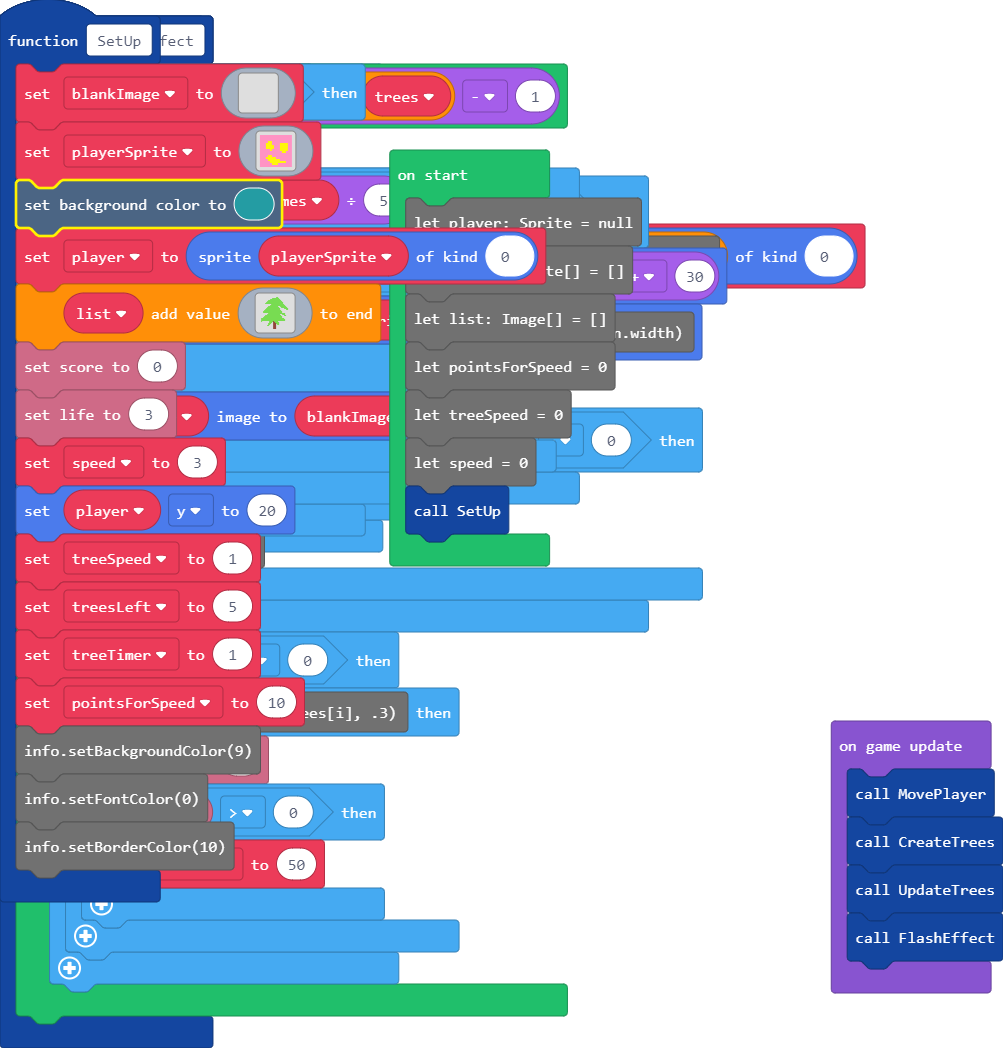 function SetUp fect
set blankImage to then trees - 1
set playerSprite to
on start
set background color to mes ÷ 5
let player: Sprite = null
set player to sprite playerSprite of kind 0 of kind 0
te[] = [] + 30
list add value to end
let list: Image[] = [] n.width)
set score to 0
let pointsForSpeed = 0
set life to 3 image to blankImage
let treeSpeed = 0
0 then
set speed to 3
let speed = 0
set player y to 20
call SetUp
set treeSpeed to 1
set treesLeft to 5
set treeTimer to 1 0 then
set pointsForSpeed to 10 ees[i], .3) then
info.setBackgroundColor(9)
on game update
info.setFontColor(0) > 0 then
call MovePlayer
info.setBorderColor(10)
call CreateTrees
to 50
call UpdateTrees
call FlashEffect